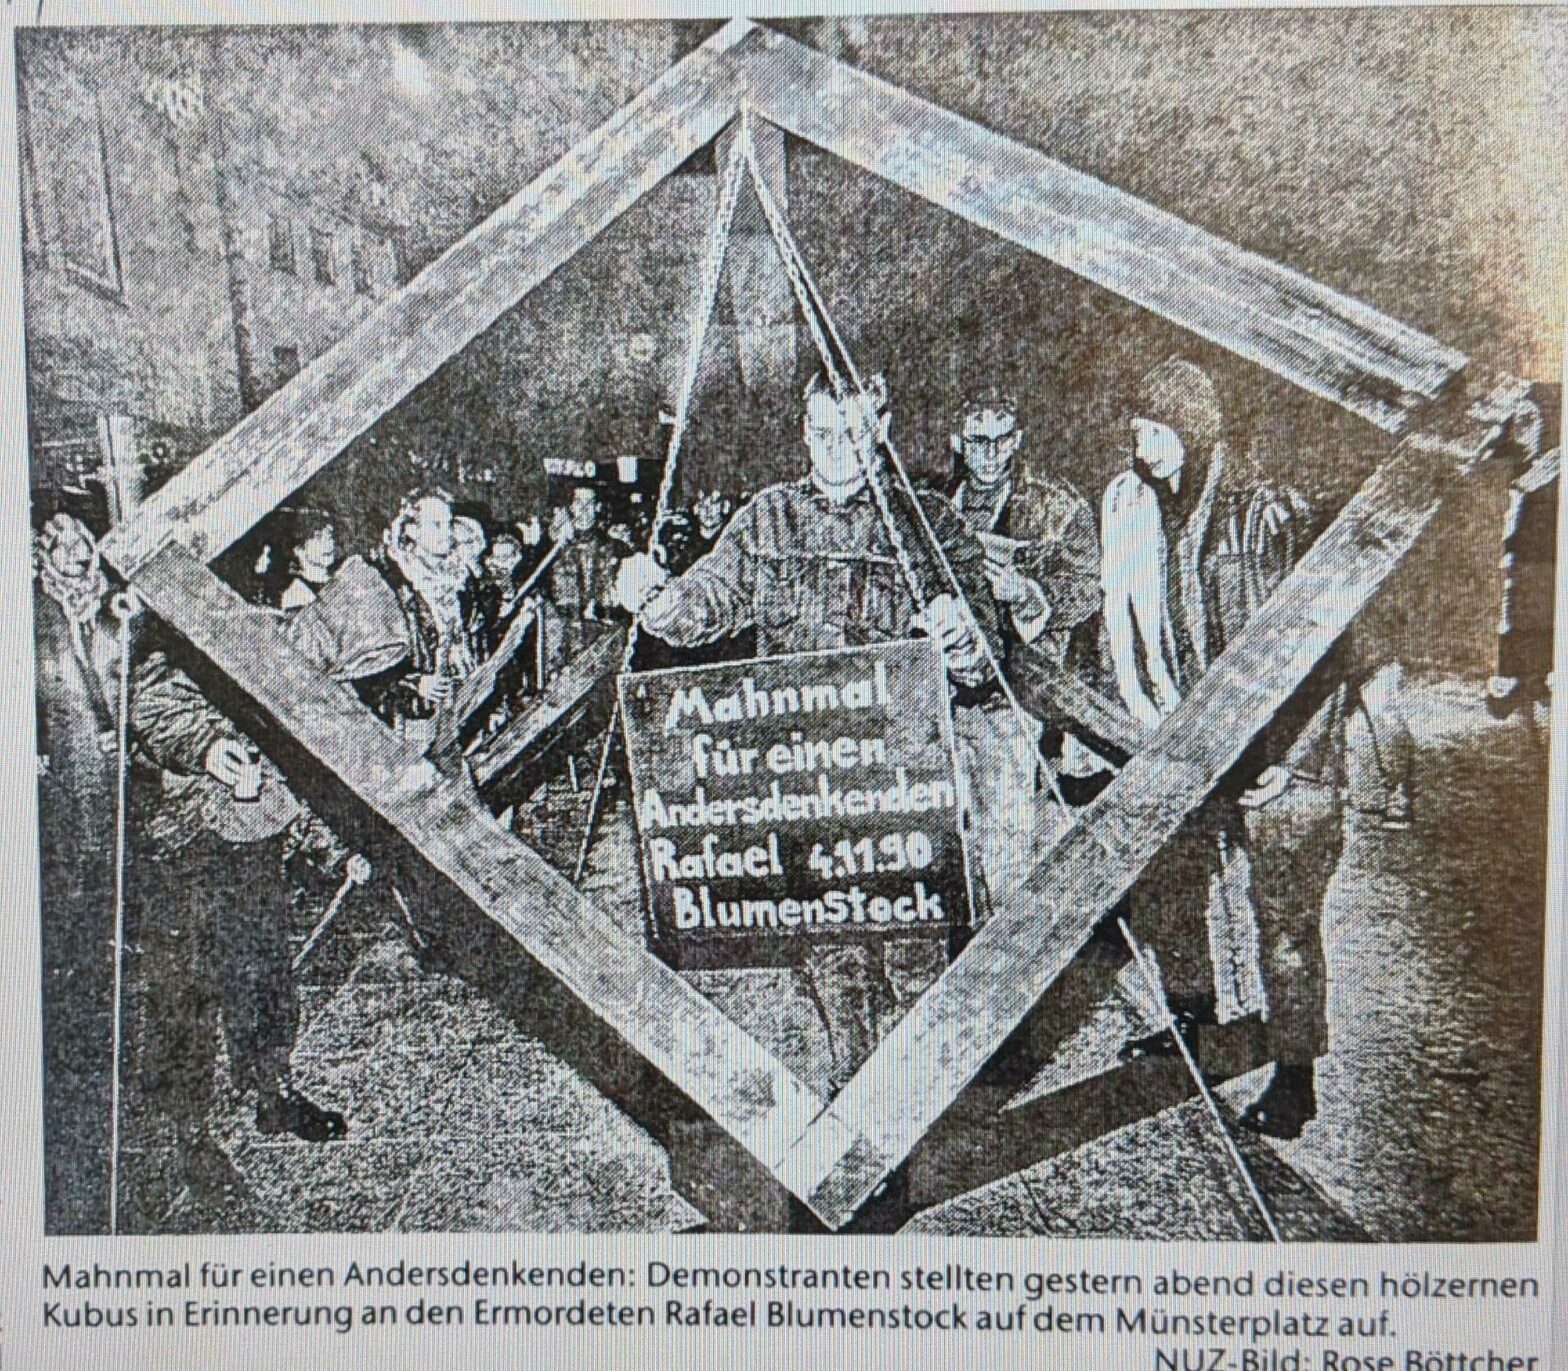 Mahnmal
für einen
Andersdenkenden
Rafael 4.11.90
Blumenstock
Mahnmal für einen Andersdenkenden: Demonstranten stellten gestern abend diesen hölzernen
Kubus in Erinnerung an den Ermordeten Rafael Blumenstock auf dem Münsterplatz auf.
NUZ-Bild: Rose Böttcher